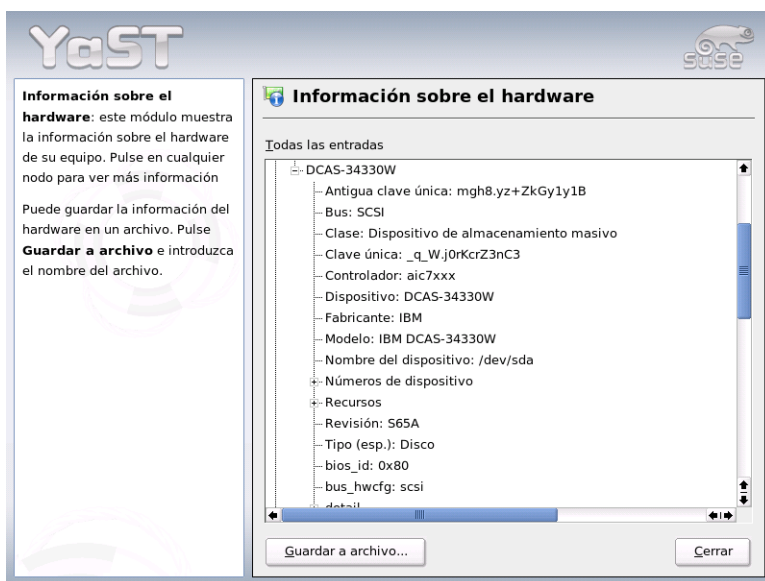 YaST
suse
Información sobre el
hardware: este módulo muestra
la información sobre el hardware
de su equipo. Pulse en cualquier
nodo para ver más información
Puede guardar la información del
hardware en un archivo. Pulse
Guardar a archivo e introduzca
el nombre del archivo.
Información sobre el hardware
Todas las entradas
DCAS-34330W
Antigua clave única: mgh8.yz+ZkGy1y1B
Bus: SCSI
Clase: Dispositivo de almacenamiento masivo
Clave única: _q_W.j0rKcrZ3nC3
Controlador: aic7xxx
Dispositivo: DCAS-34330W
Fabricante: IBM
Modelo: IBM DCAS-34330W
Nombre del dispositivo: /dev/sda
Números de dispositivo
Recursos
Revisión: S65A
Tipo (esp.): Disco
bios_id: 0x80
bus_hwcfg: scsi
detail
Guardar a archivo...
Cerrar